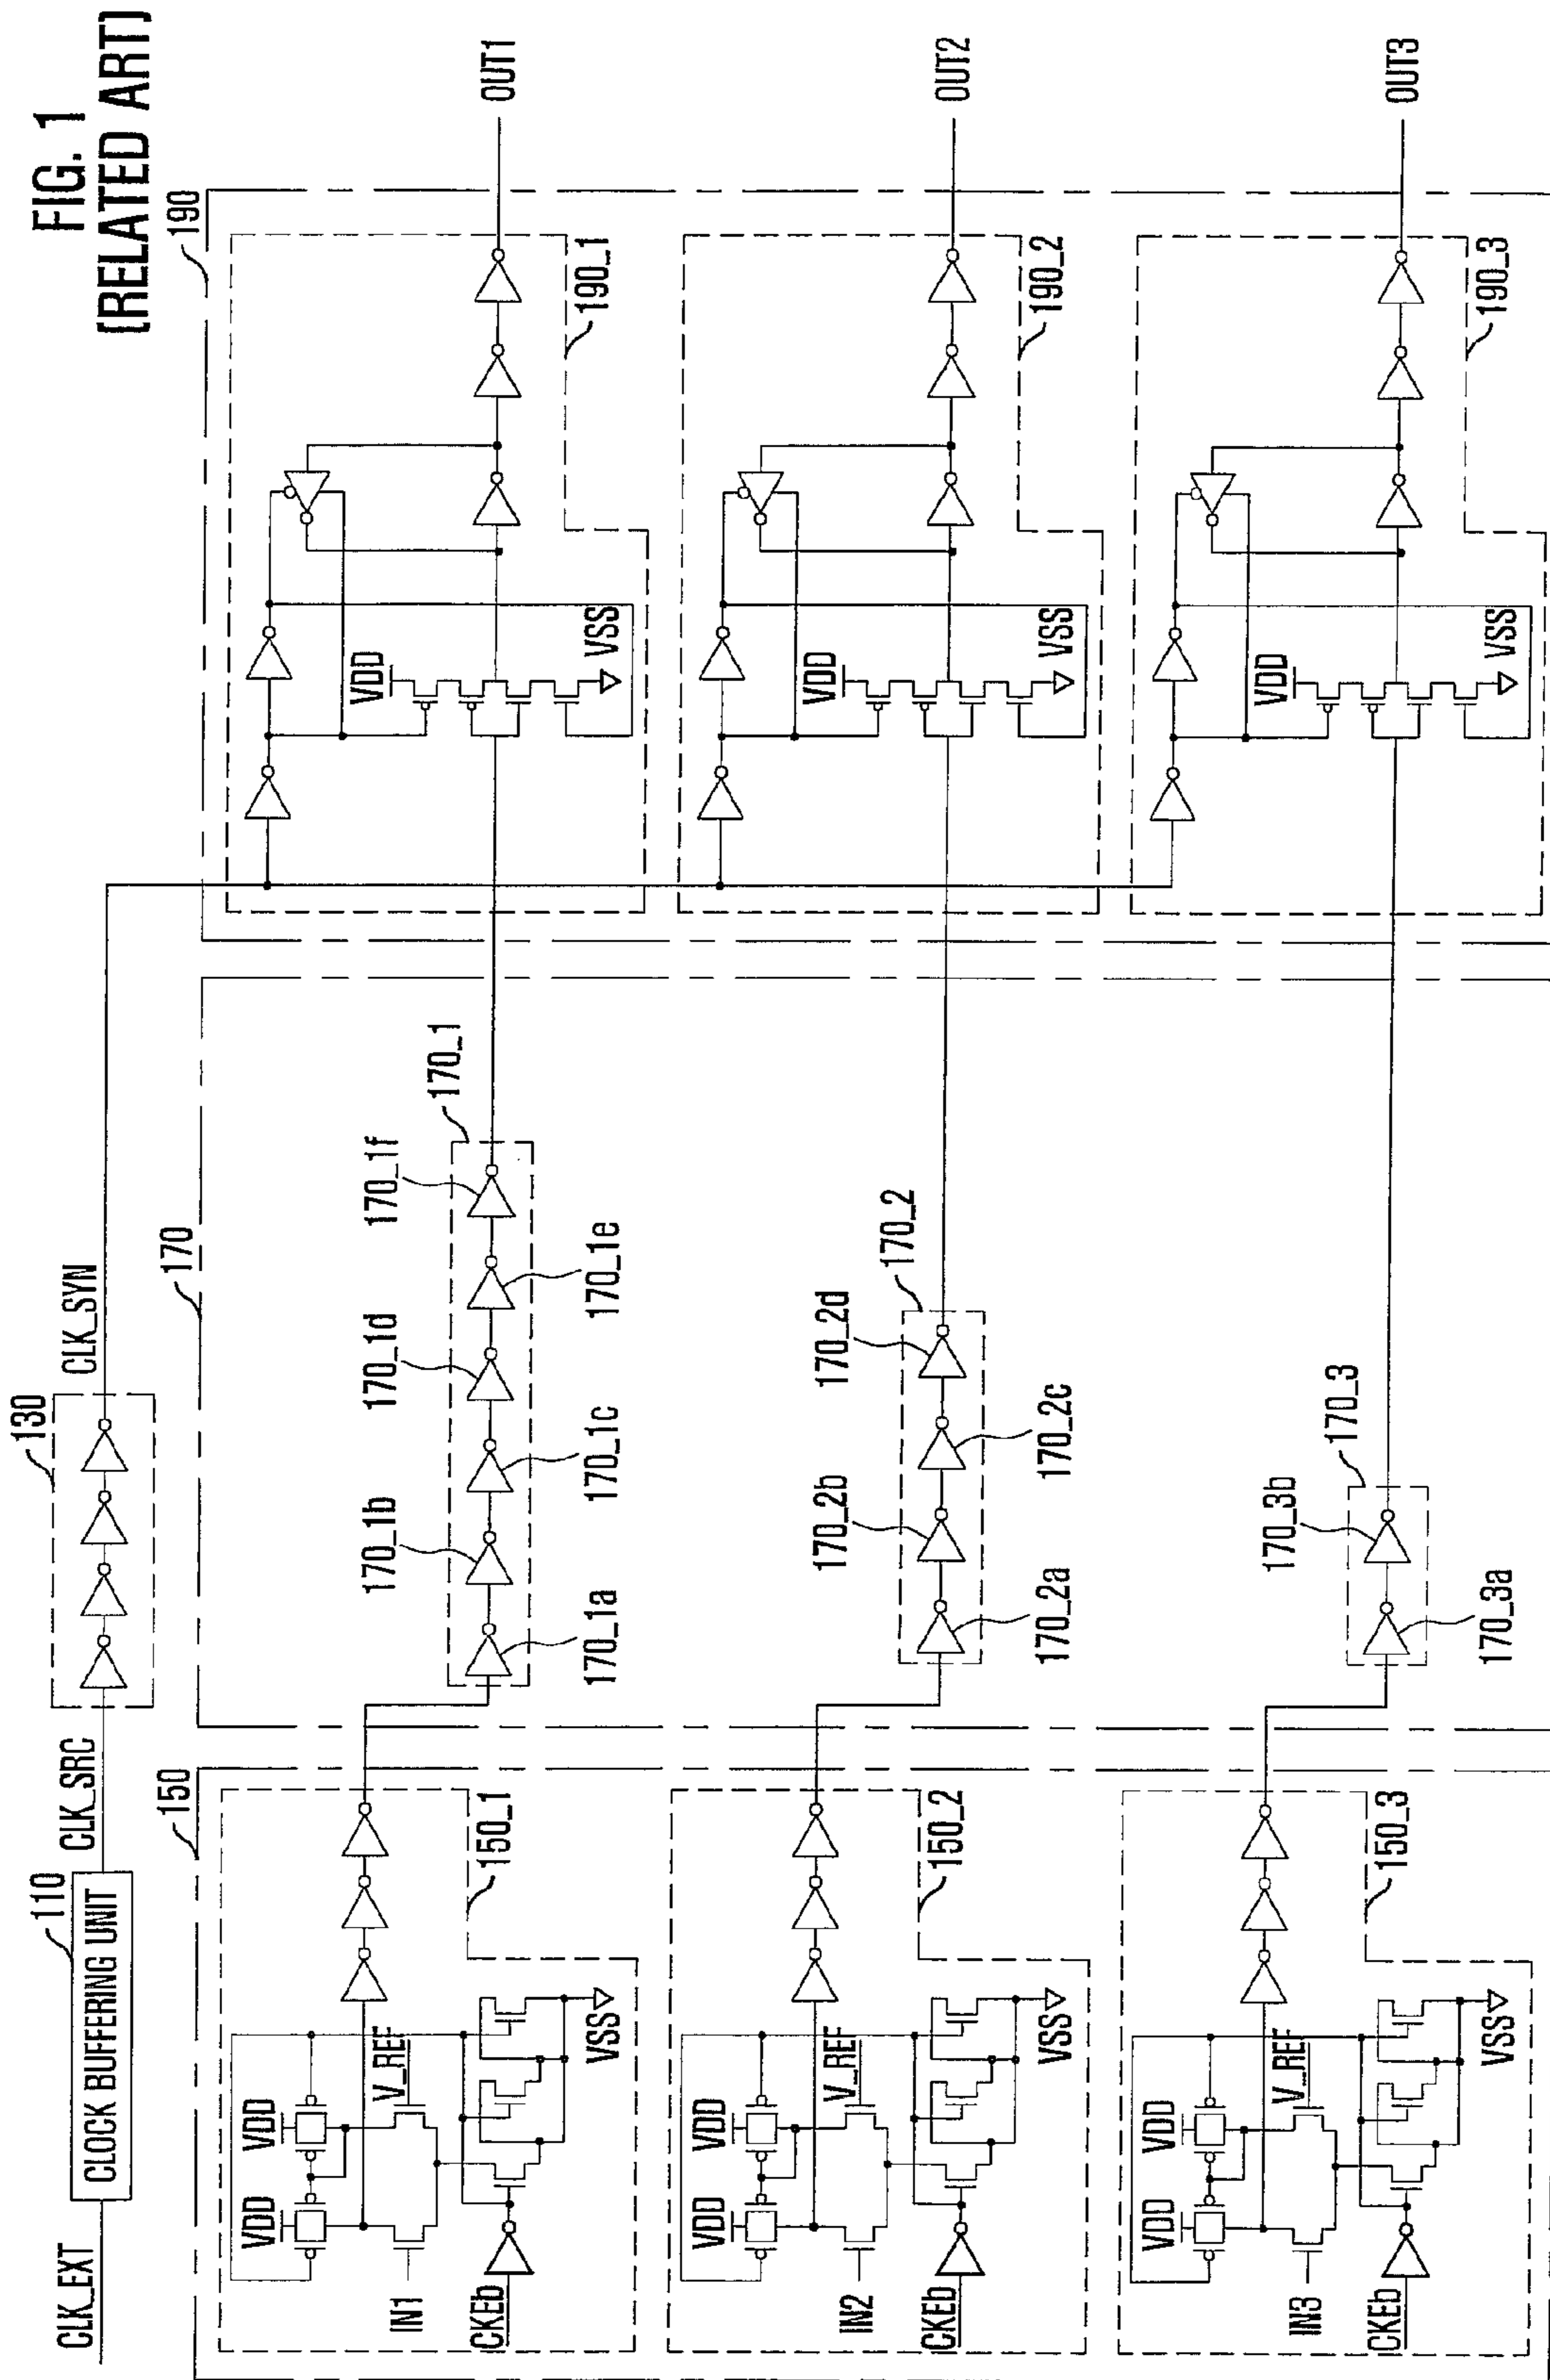 FIG. 1
(RELATED ART)
CLK_EXT
110
CLOCK BUFFERING UNIT
CLK_SRC
130
CLK_SYN
150
170
190
VDD
VDD
IN1
V_REF
CKEb
VSS
150_1
170_1a
170_1b
170_1c
170_1d
170_1e
170_1f
170_1
VDD
VSS
190_1
OUT1
VDD
VDD
IN2
V_REF
CKEb
VSS
150_2
170_2a
170_2b
170_2c
170_2d
170_2
VDD
VSS
190_2
OUT2
VDD
VDD
IN3
V_REF
CKEb
VSS
150_3
170_3a
170_3b
170_3
VDD
VSS
190_3
OUT3